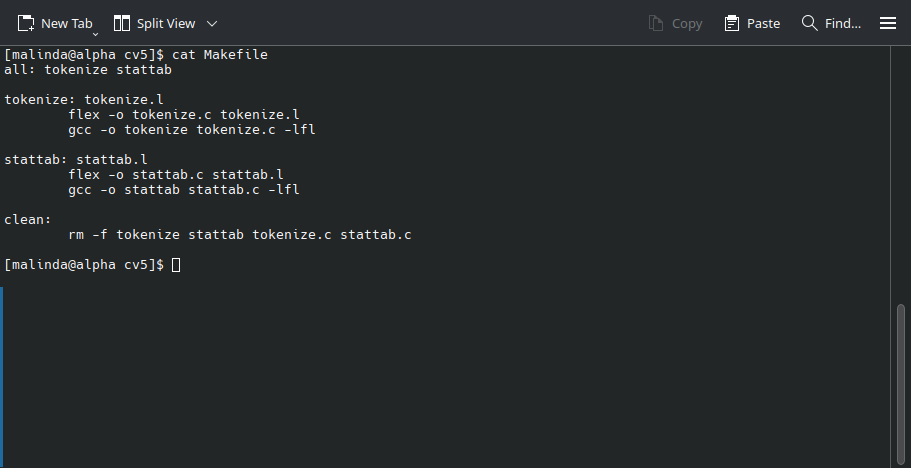 New Tab Split View Copy Paste Find...
[malinda@alpha cv5]$ cat Makefile
all: tokenize stattab

tokenize: tokenize.l
        flex -o tokenize.c tokenize.l
        gcc -o tokenize tokenize.c -lfl

stattab: stattab.l
        flex -o stattab.c stattab.l
        gcc -o stattab stattab.c -lfl

clean:
        rm -f tokenize stattab tokenize.c stattab.c

[malinda@alpha cv5]$